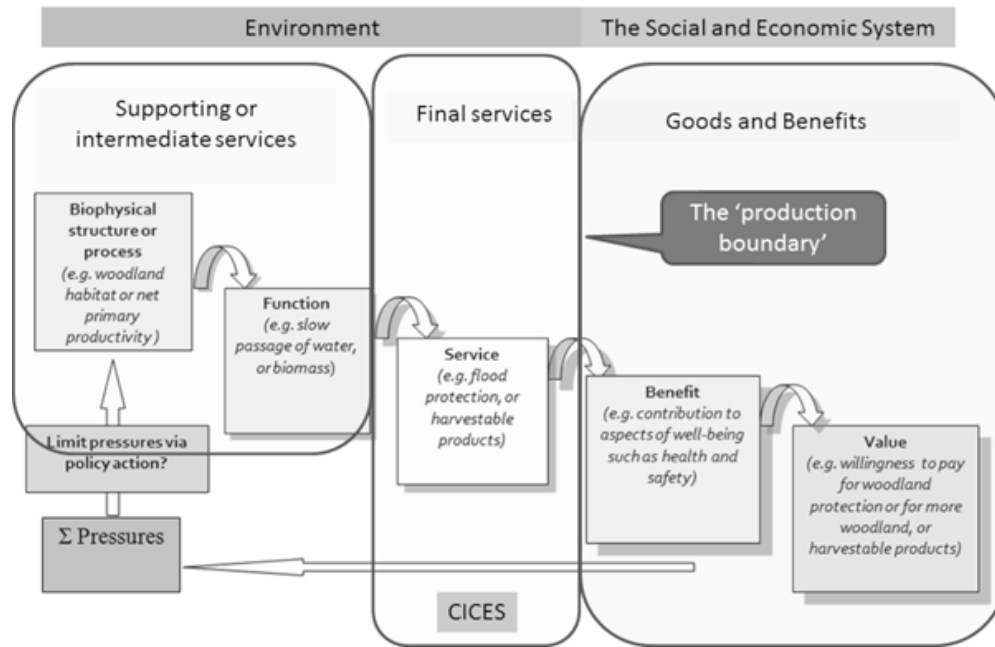 Environment
The Social and Economic System
Supporting or
intermediate services
Final services
Goods and Benefits
The ‘production
boundary’
Biophysical
structure or
process
(e.g. woodland
habitat or net
primary
productivity )
Function
(e.g. slow
passage of water,
or biomass)
Service
(e.g. flood
protection, or
harvestable
products)
Benefit
(e.g. contribution to
aspects of well-being
such as health and
safety)
Value
(e.g. willingness to pay
for woodland
protection or for more
woodland, or
harvestable products)
Limit pressures via
policy action?
Σ Pressures
CICES